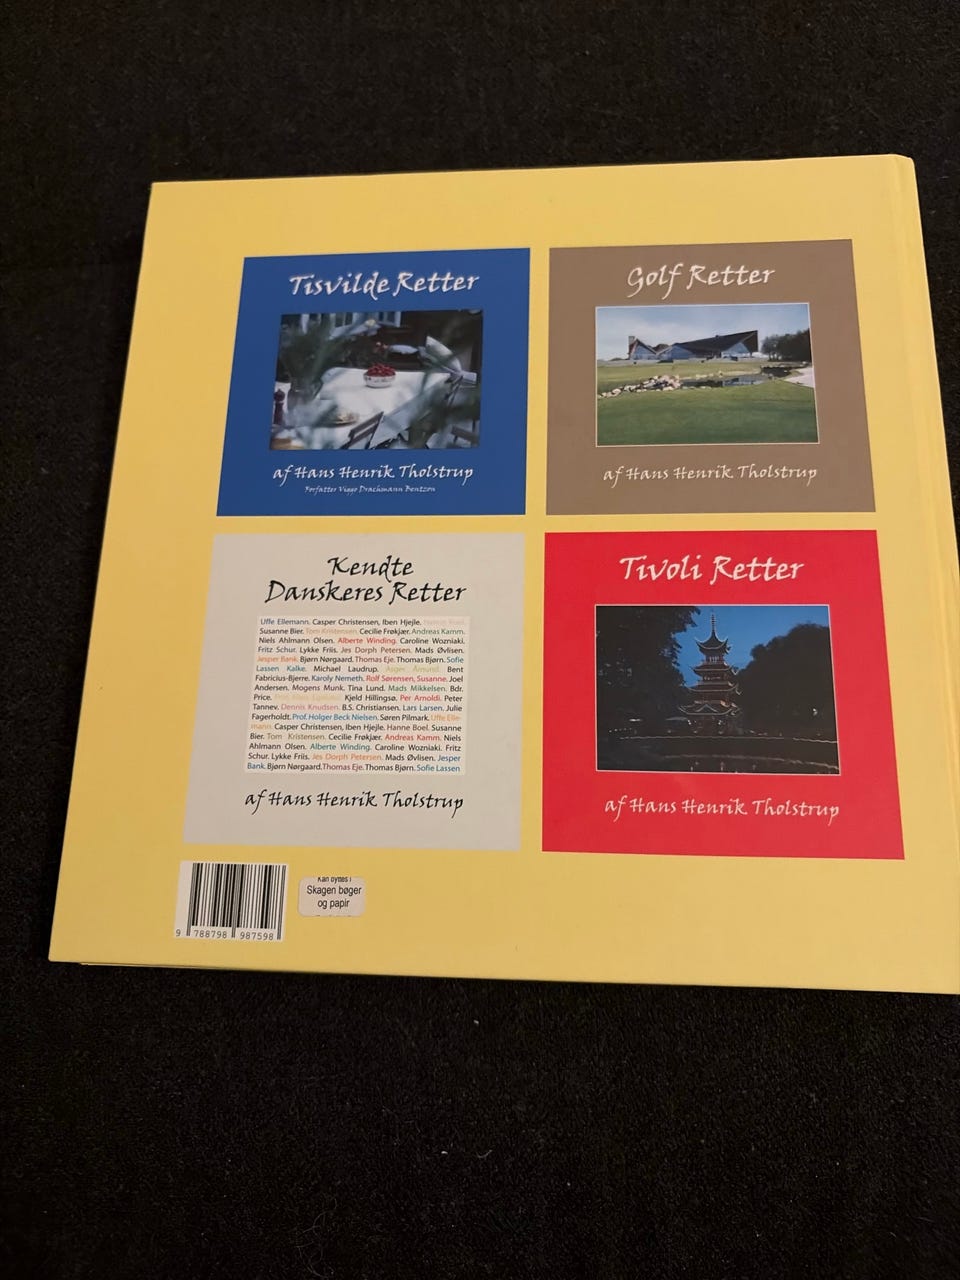 Tisvilde Retter
af Hans Henrik Tholstrup
Forfatter Viggo Drachmann Bentzon
Golf Retter
af Hans Henrik Tholstrup
Kendte
Danskeres Retter
Uffe Ellemann. Casper Christensen, Iben Hjejle. Hanne Boel.
Susanne Bier. Tom Kristensen. Cecilie Frøkjær. Andreas Kamm.
Niels Ahlmann Olsen. Alberte Winding. Caroline Wozniaki.
Fritz Schur. Lykke Friis. Jes Dorph Petersen. Mads Øvlisen.
Jesper Bank. Bjørn Nørgaard. Thomas Eje. Thomas Bjørn. Sofie
Lassen Kalke. Michael Laudrup. Asger Åmund. Bent
Fabricius-Bjerre. Karoly Nemeth. Rolf Sørensen, Susanne. Joel
Andersen. Mogens Munk. Tina Lund. Mads Mikkelsen. Bdr.
Price. Kjeld Hillingsø. Per Arnoldi. Peter
Tannev. Dennis Knudsen. B.S. Christiansen. Lars Larsen. Julie
Fagerholdt. Prof. Holger Beck Nielsen. Søren Pilmark. Uffe Elle-
mann. Casper Christensen, Iben Hjejle. Hanne Boel. Susanne
Bier. Tom Kristensen. Cecilie Frøkjær. Andreas Kamm. Niels
Ahlmann Olsen. Alberte Winding. Caroline Wozniaki. Fritz
Schur. Lykke Friis. Jes Dorph Petersen. Mads Øvlisen. Jesper
Bank. Bjørn Nørgaard. Thomas Eje. Thomas Bjørn. Sofie Lassen
af Hans Henrik Tholstrup
Tivoli Retter
af Hans Henrik Tholstrup
9 788798 987598
Kan byttes i
Skagen bøger
og papir